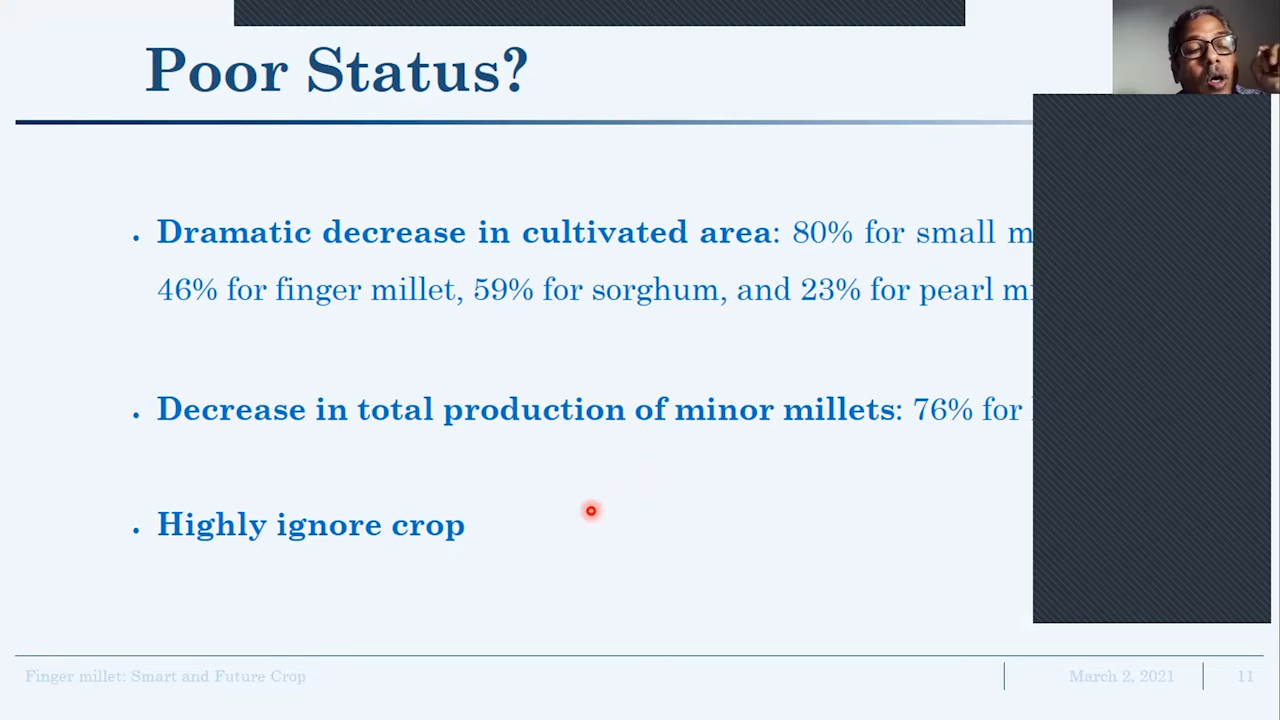 Poor Status?
. Dramatic decrease in cultivated area: 80% for small
46% for finger millet, 59% for sorghum, and 23% for pearl
. Decrease in total production of minor millets: 76% for
. Highly ignore crop
Finger millet: Smart and Future Crop
March 2, 2021
11